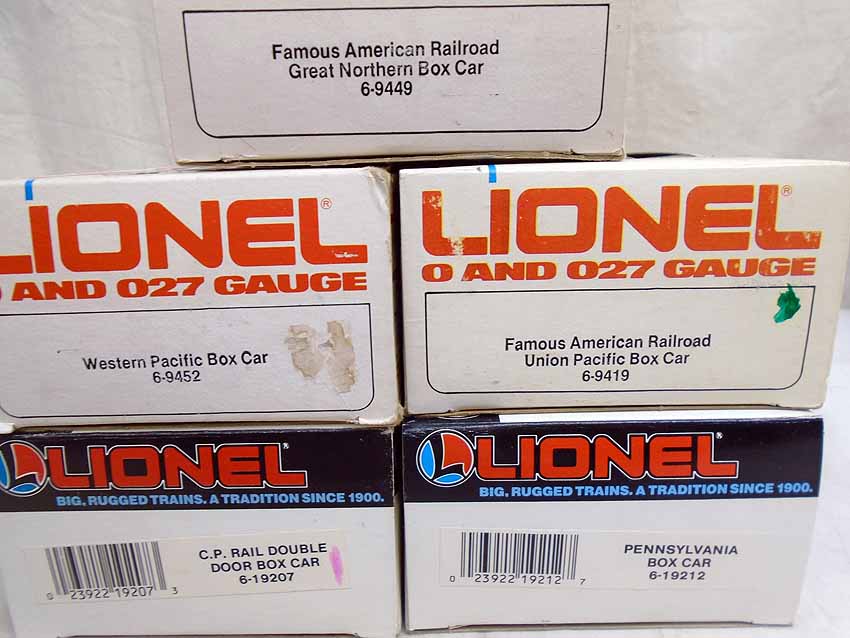 Famous American Railroad
Great Northern Box Car
6-9449
LIONEL®
O AND O27 GAUGE
Western Pacific Box Car
6-9452
LIONEL®
O AND O27 GAUGE
Famous American Railroad
Union Pacific Box Car
6-9419
LIONEL®
BIG, RUGGED TRAINS. A TRADITION SINCE 1900.
C.P. RAIL DOUBLE
DOOR BOX CAR
6-19207
0 23922 19207 3
LIONEL®
BIG, RUGGED TRAINS. A TRADITION SINCE 1900.
PENNSYLVANIA
BOX CAR
6-19212
0 23922 19212 7